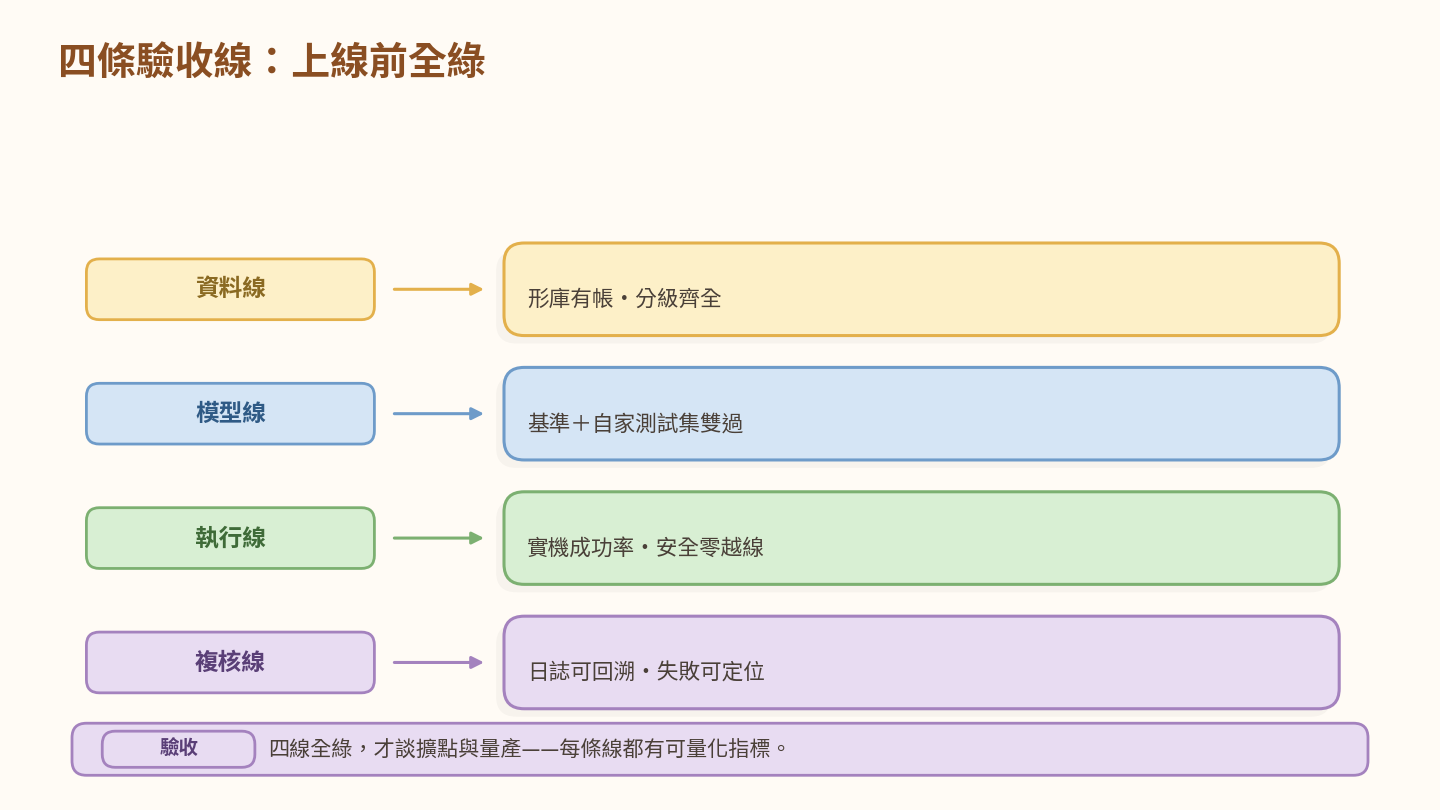 四條驗收線：上線前全綠
資料線
形庫有帳・分級齊全
模型線
基準＋自家測試集雙過
執行線
實機成功率・安全零越線
複核線
日誌可回溯・失敗可定位
驗收
四線全綠，才談擴點與量產——每條線都有可量化指標。